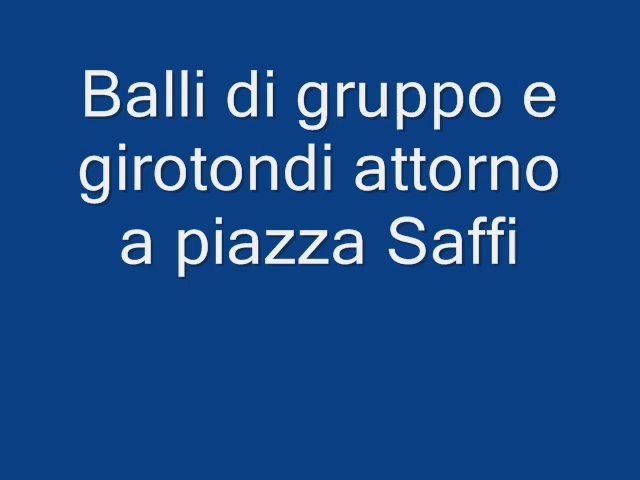 Balli di gruppo e
girotondi attorno
a piazza Saffi